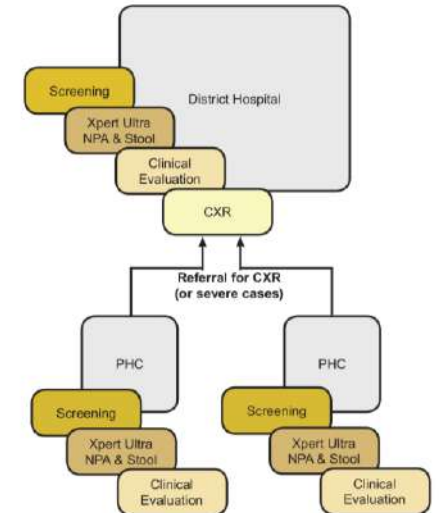 District Hospital
Screening
Xpert Ultra
NPA & Stool
Clinical
Evaluation
CXR
Referral for CXR
(or severe cases)
PHC
Screening
Xpert Ultra
NPA & Stool
Clinical
Evaluation
PHC
Screening
Xpert Ultra
NPA & Stool
Clinical
Evaluation